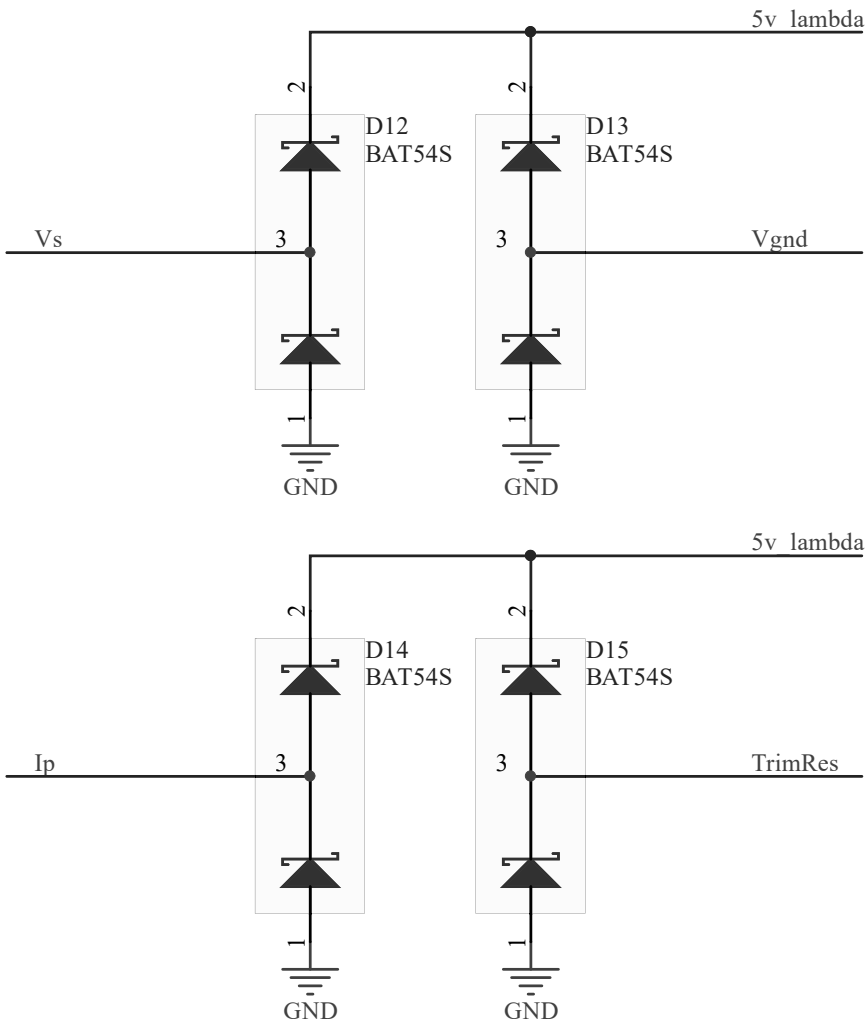 5v_lambda
2
2
D12
BAT54S
D13
BAT54S
Vs
3
3
Vgnd
1
1
GND
GND
5v_lambda
2
2
D14
BAT54S
D15
BAT54S
Ip
3
3
TrimRes
1
1
GND
GND